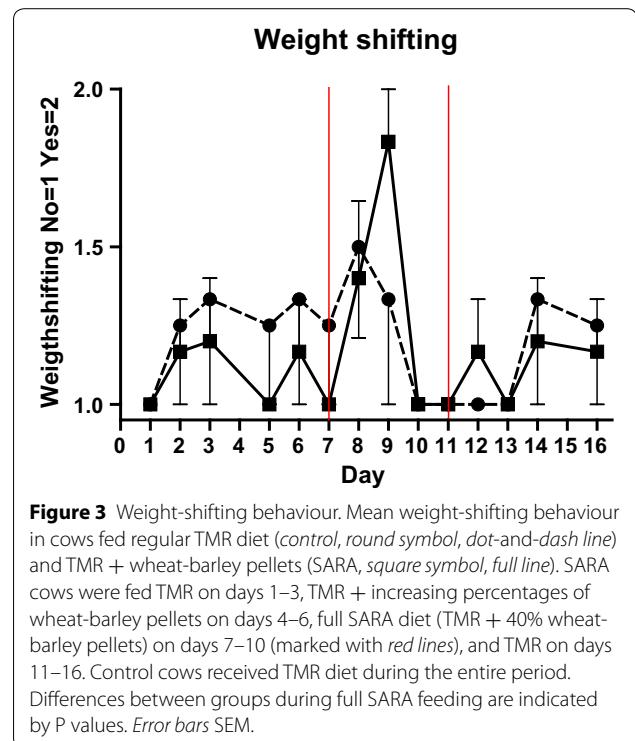 Weight shifting
Weigthshifting No=1 Yes=2
2.0
1.5
1.0
0 1 2 3 4 5 6 7 8 9 10 11 12 13 14 15 16
Day
Figure 3 Weight-shifting behaviour. Mean weight-shifting behaviour
in cows fed regular TMR diet (control, round symbol, dot-and-dash line)
and TMR + wheat-barley pellets (SARA, square symbol, full line). SARA
cows were fed TMR on days 1–3, TMR + increasing percentages of
wheat-barley pellets on days 4–6, full SARA diet (TMR + 40% wheat-
barley pellets) on days 7–10 (marked with red lines), and TMR on days
11–16. Control cows received TMR diet during the entire period.
Differences between groups during full SARA feeding are indicated
by P values. Error bars SEM.